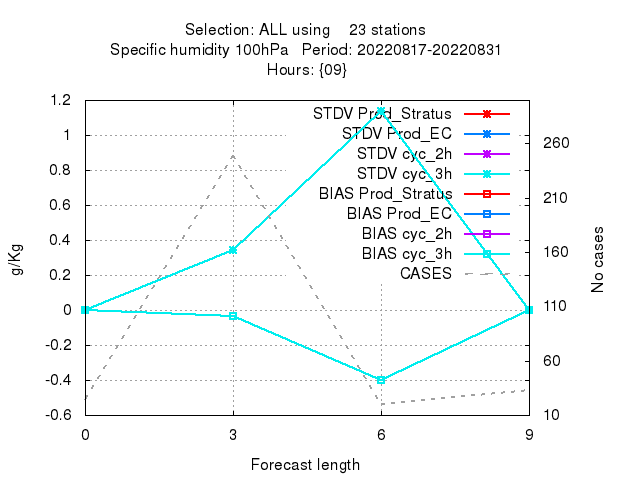 Selection: ALL using 23 stations
Specific humidity 100hPa Period: 20220817-20220831
Hours: {09}
1.2
1
0.8
0.6
0.4
0.2
0
-0.2
-0.4
-0.6
g/Kg
STDV Prod_Stratus
STDV Prod_EC
STDV cyc_2h
STDV cyc_3h
BIAS Prod_Stratus
BIAS Prod_EC
BIAS cyc_2h
BIAS cyc_3h
CASES
260
210
160
110
60
10
No cases
0 3 6 9
Forecast length